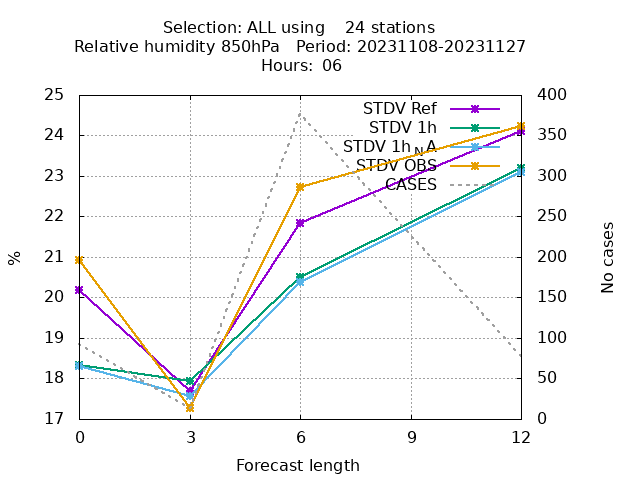 Selection: ALL using    24 stations
Relative humidity 850hPa   Period: 20231108-20231127
Hours: 06
25 400
STDV Ref
24 350
STDV 1h
STDV 1h N A
STDV OBS
23 300
CASES
22 250
21 200
% No cases
20 150
19 100
18 50
17 0
0 3 6 9 12
Forecast length